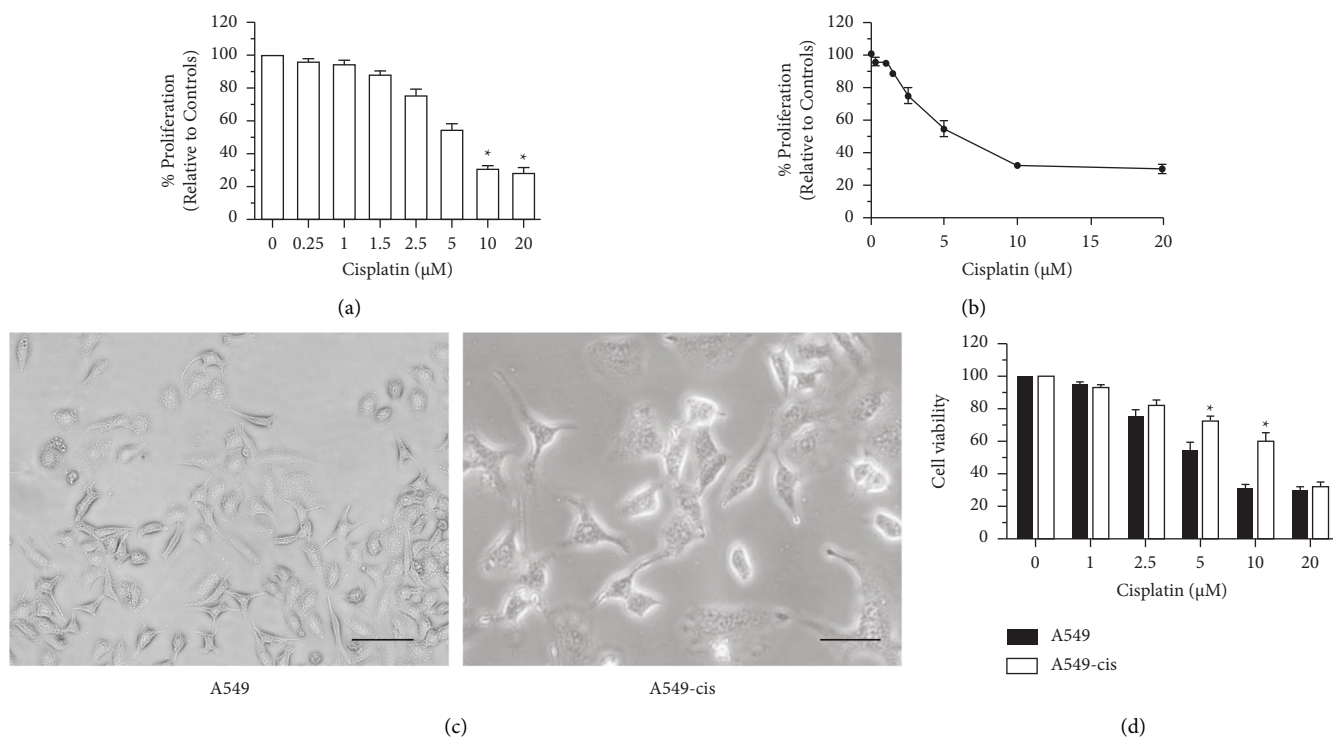 120
100
80
60
40
20
0
% Proliferation
(Relative to Controls)
* *
0 0.25 1 1.5 2.5 5 10 20
Cisplatin (μM)
(a)
120
100
80
60
40
20
0
% Proliferation
(Relative to Controls)
0 5 10 15 20
Cisplatin (μM)
(b)
A549
A549-cis
(c)
120
100
80
60
40
20
0
Cell viability
* *
0 1 2.5 5 10 20
Cisplatin (μM)
A549
A549-cis
(d)